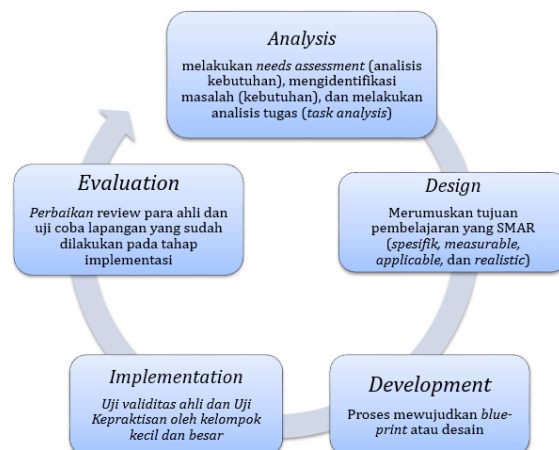 Analysis
melakukan needs assessment (analisis
kebutuhan), mengidentifikasi
masalah (kebutuhan), dan melakukan
analisis tugas (task analysis)
Design
Merumuskan tujuan
pembelajaran yang SMAR
(spesifik, measurable,
applicable, dan realistic)
Development
Proses mewujudkan blue-
print atau desain
Implementation
Uji validitas ahli dan Uji
Kepraktisan oleh kelompok
kecil dan besar
Evaluation
Perbaikan review para ahli dan
uji coba lapangan yang sudah
dilakukan pada tahap
implementasi